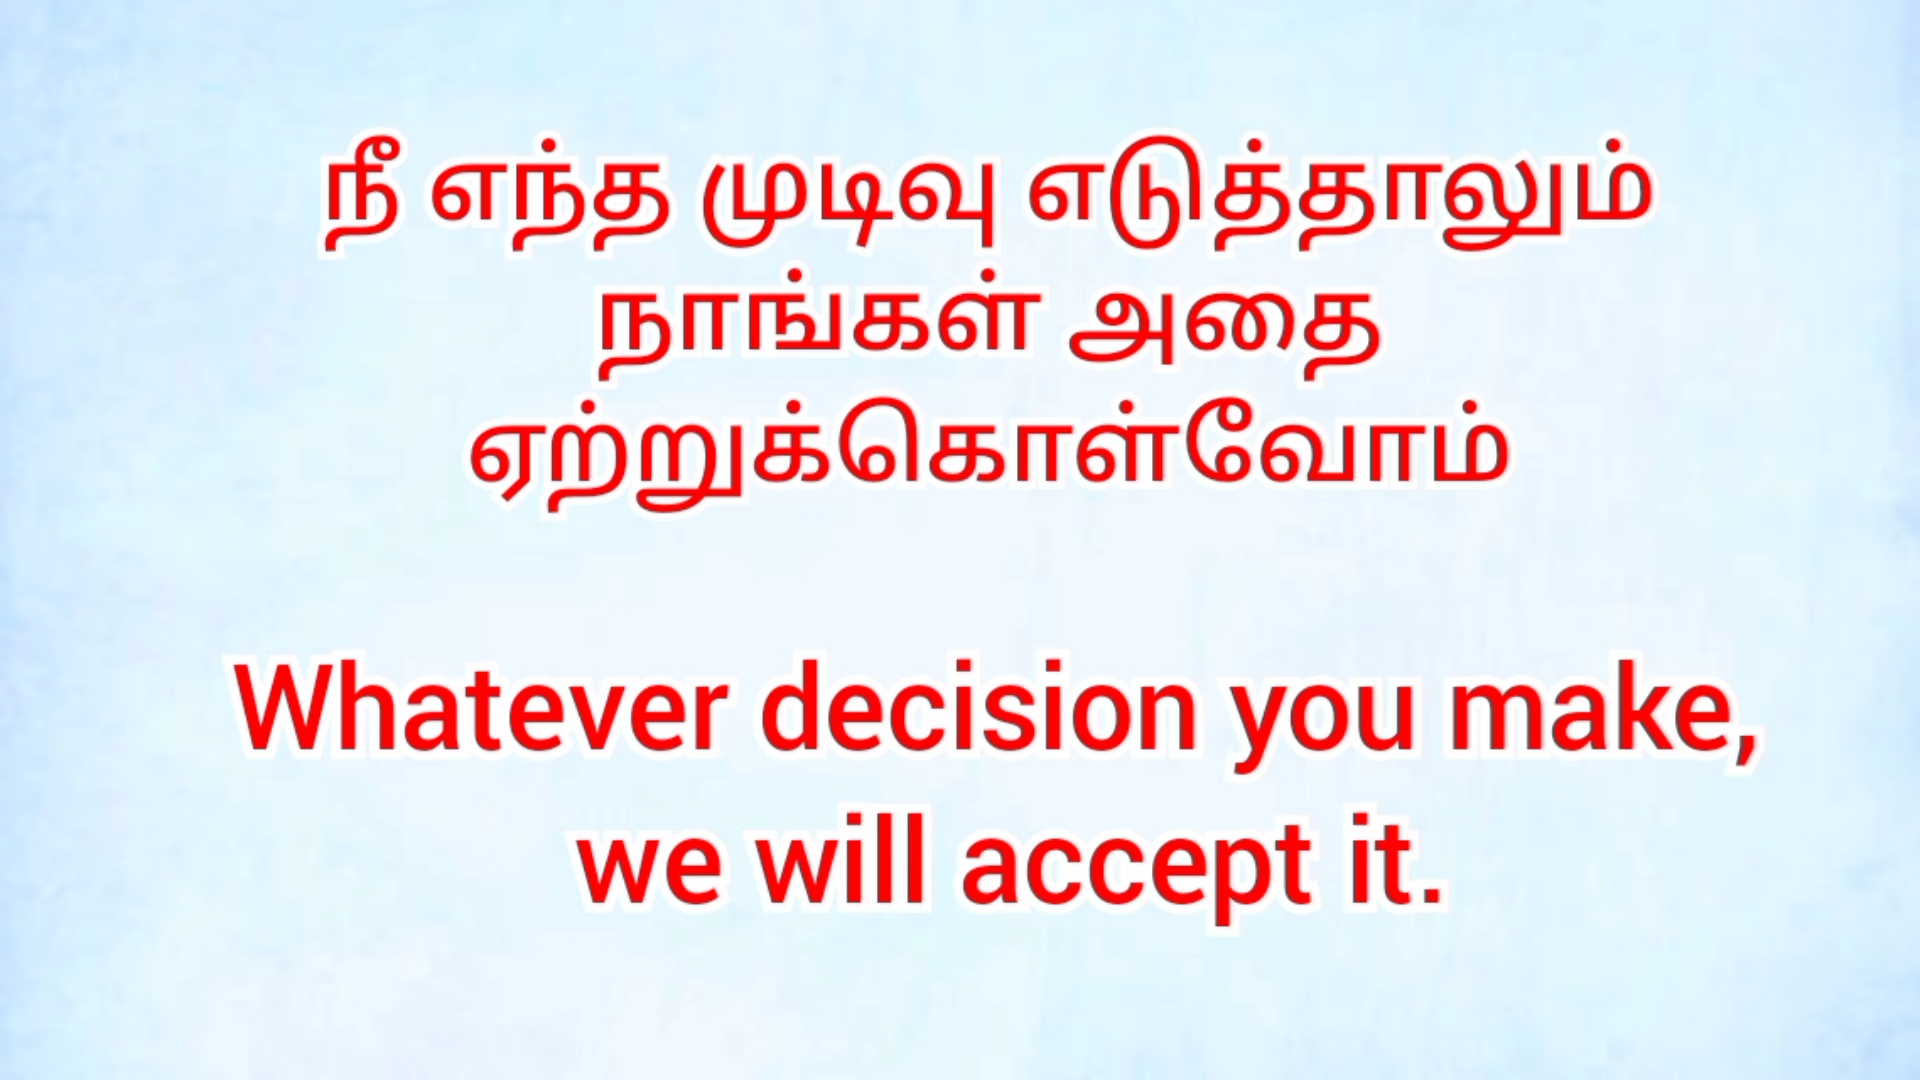 நீ எந்த முடிவு எடுத்தாலும்
நாங்கள் அதை
ஏற்றுக்கொள்வோம்
Whatever decision you make,
we will accept it.